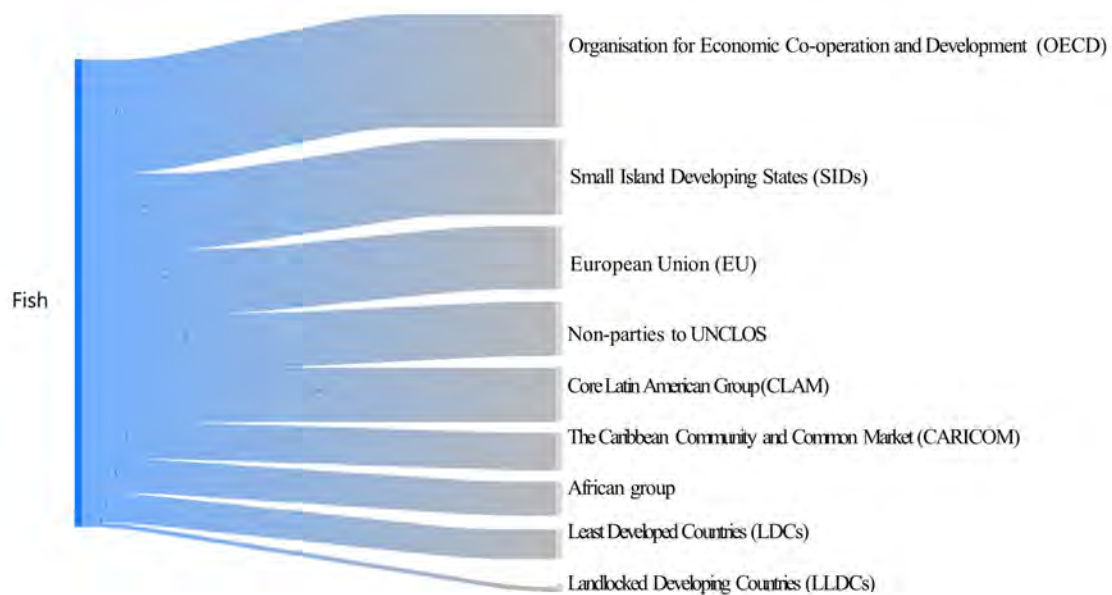 Organisation for Economic Co-operation and Development (OECD)
Small Island Developing States (SIDs)
European Union (EU)
Fish
Non-parties to UNCLOS
Core Latin American Group (CLAM)
The Caribbean Community and Common Market (CARICOM)
African group
Least Developed Countries (LDCs)
Landlocked Developing Countries (LLDCs)